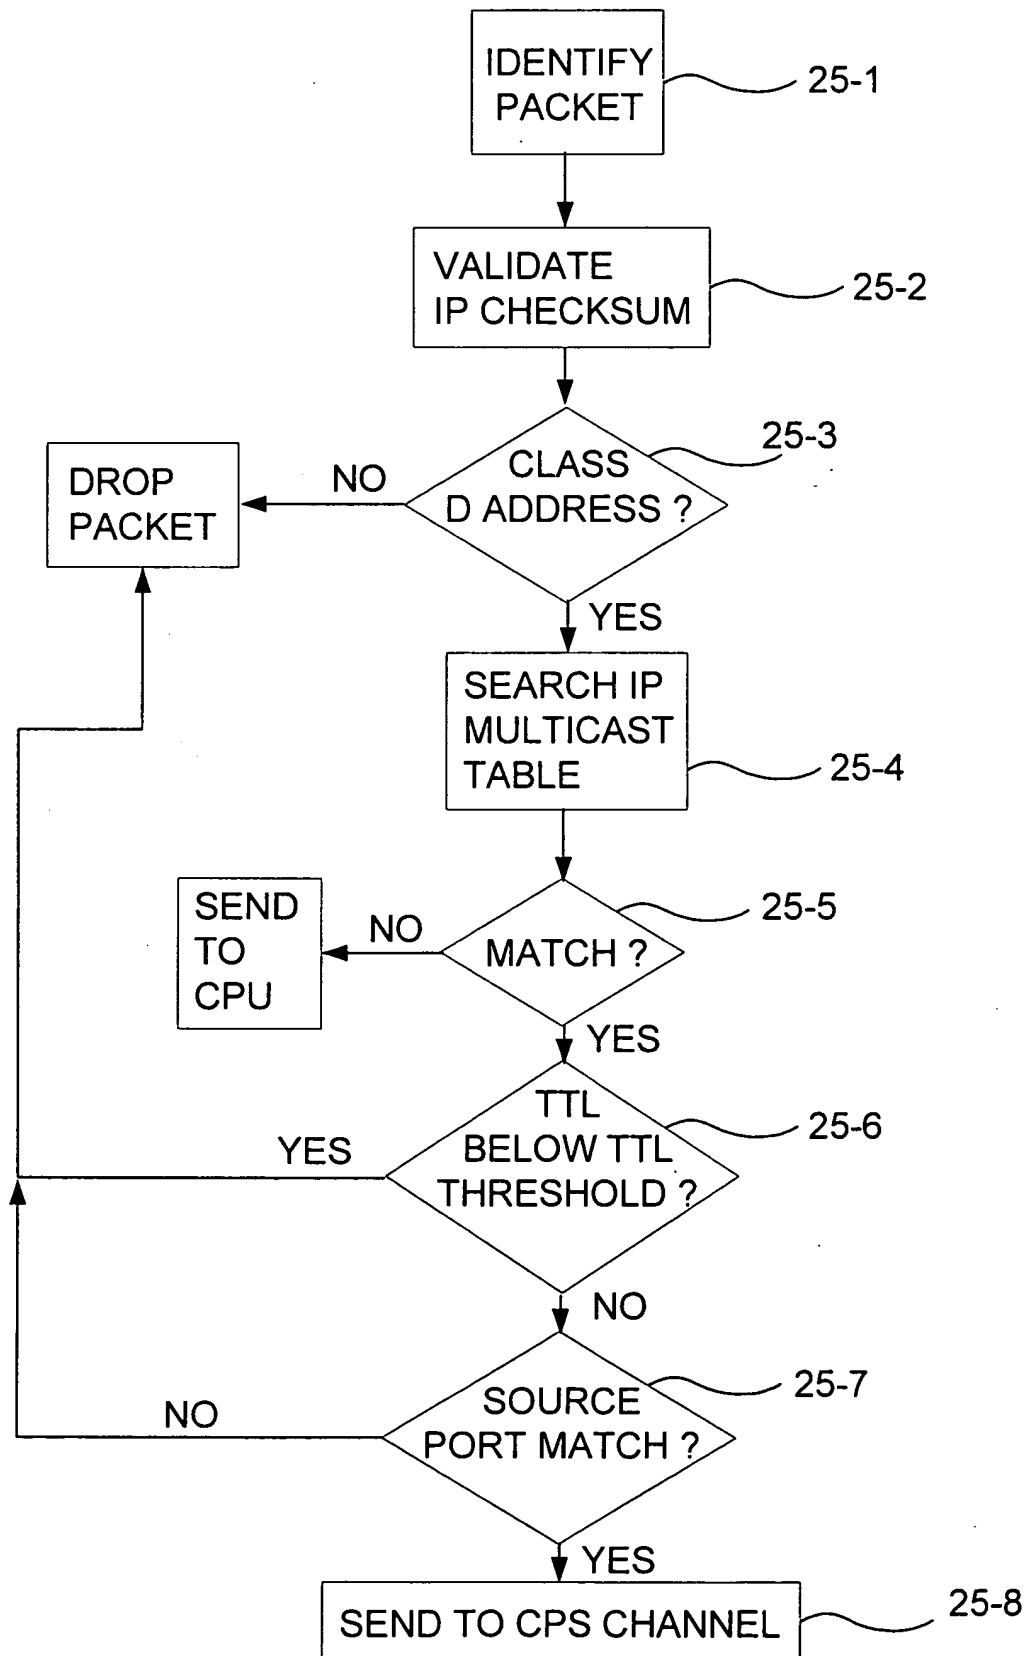 IDENTIFY
PACKET
25-1
VALIDATE
IP CHECKSUM
25-2
CLASS
D ADDRESS ?
25-3
NO
DROP
PACKET
YES
SEARCH IP
MULTICAST
TABLE
25-4
MATCH ?
25-5
NO
SEND
TO
CPU
YES
TTL
BELOW TTL
THRESHOLD ?
25-6
YES
NO
SOURCE
PORT MATCH ?
25-7
NO
YES
SEND TO CPS CHANNEL
25-8